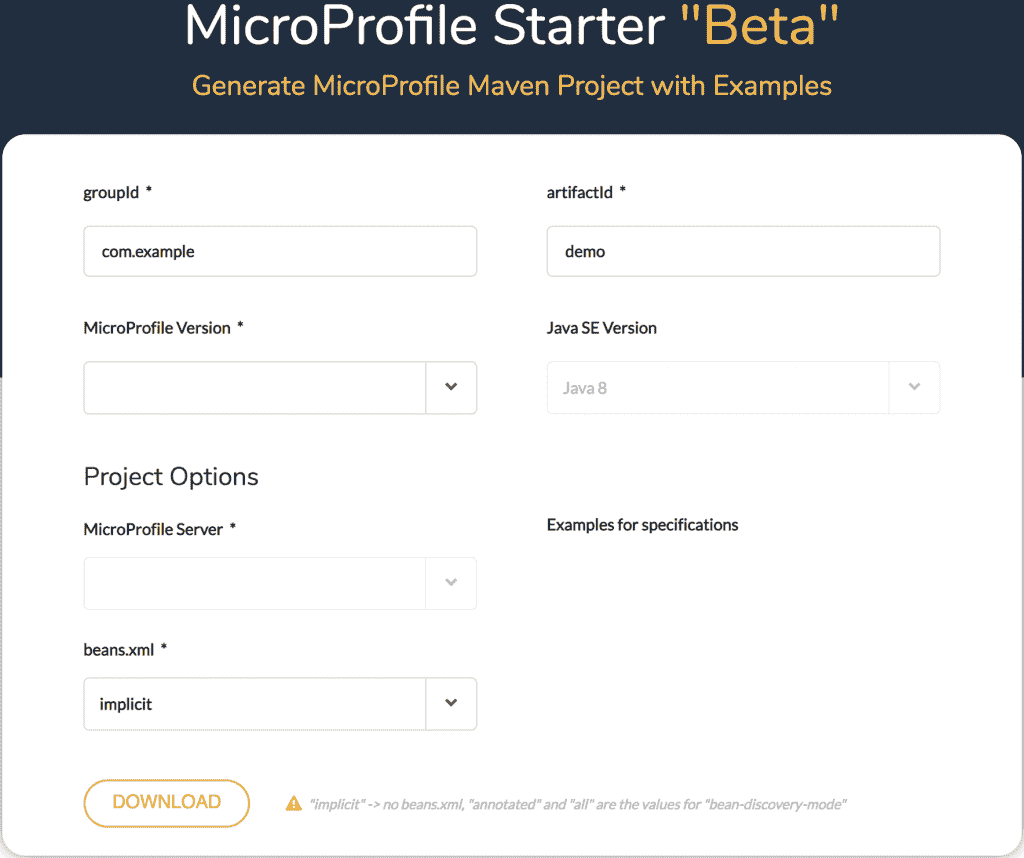 MicroProfile Starter "Beta"
Generate MicroProfile Maven Project with Examples
groupId *
artifactId *
com.example
demo
MicroProfile Version *
Java SE Version
Java 8
Project Options
MicroProfile Server *
Examples for specifications
beans.xml *
implicit
DOWNLOAD
"implicit" -> no beans.xml, "annotated" and "all" are the values for "bean-discovery-mode"